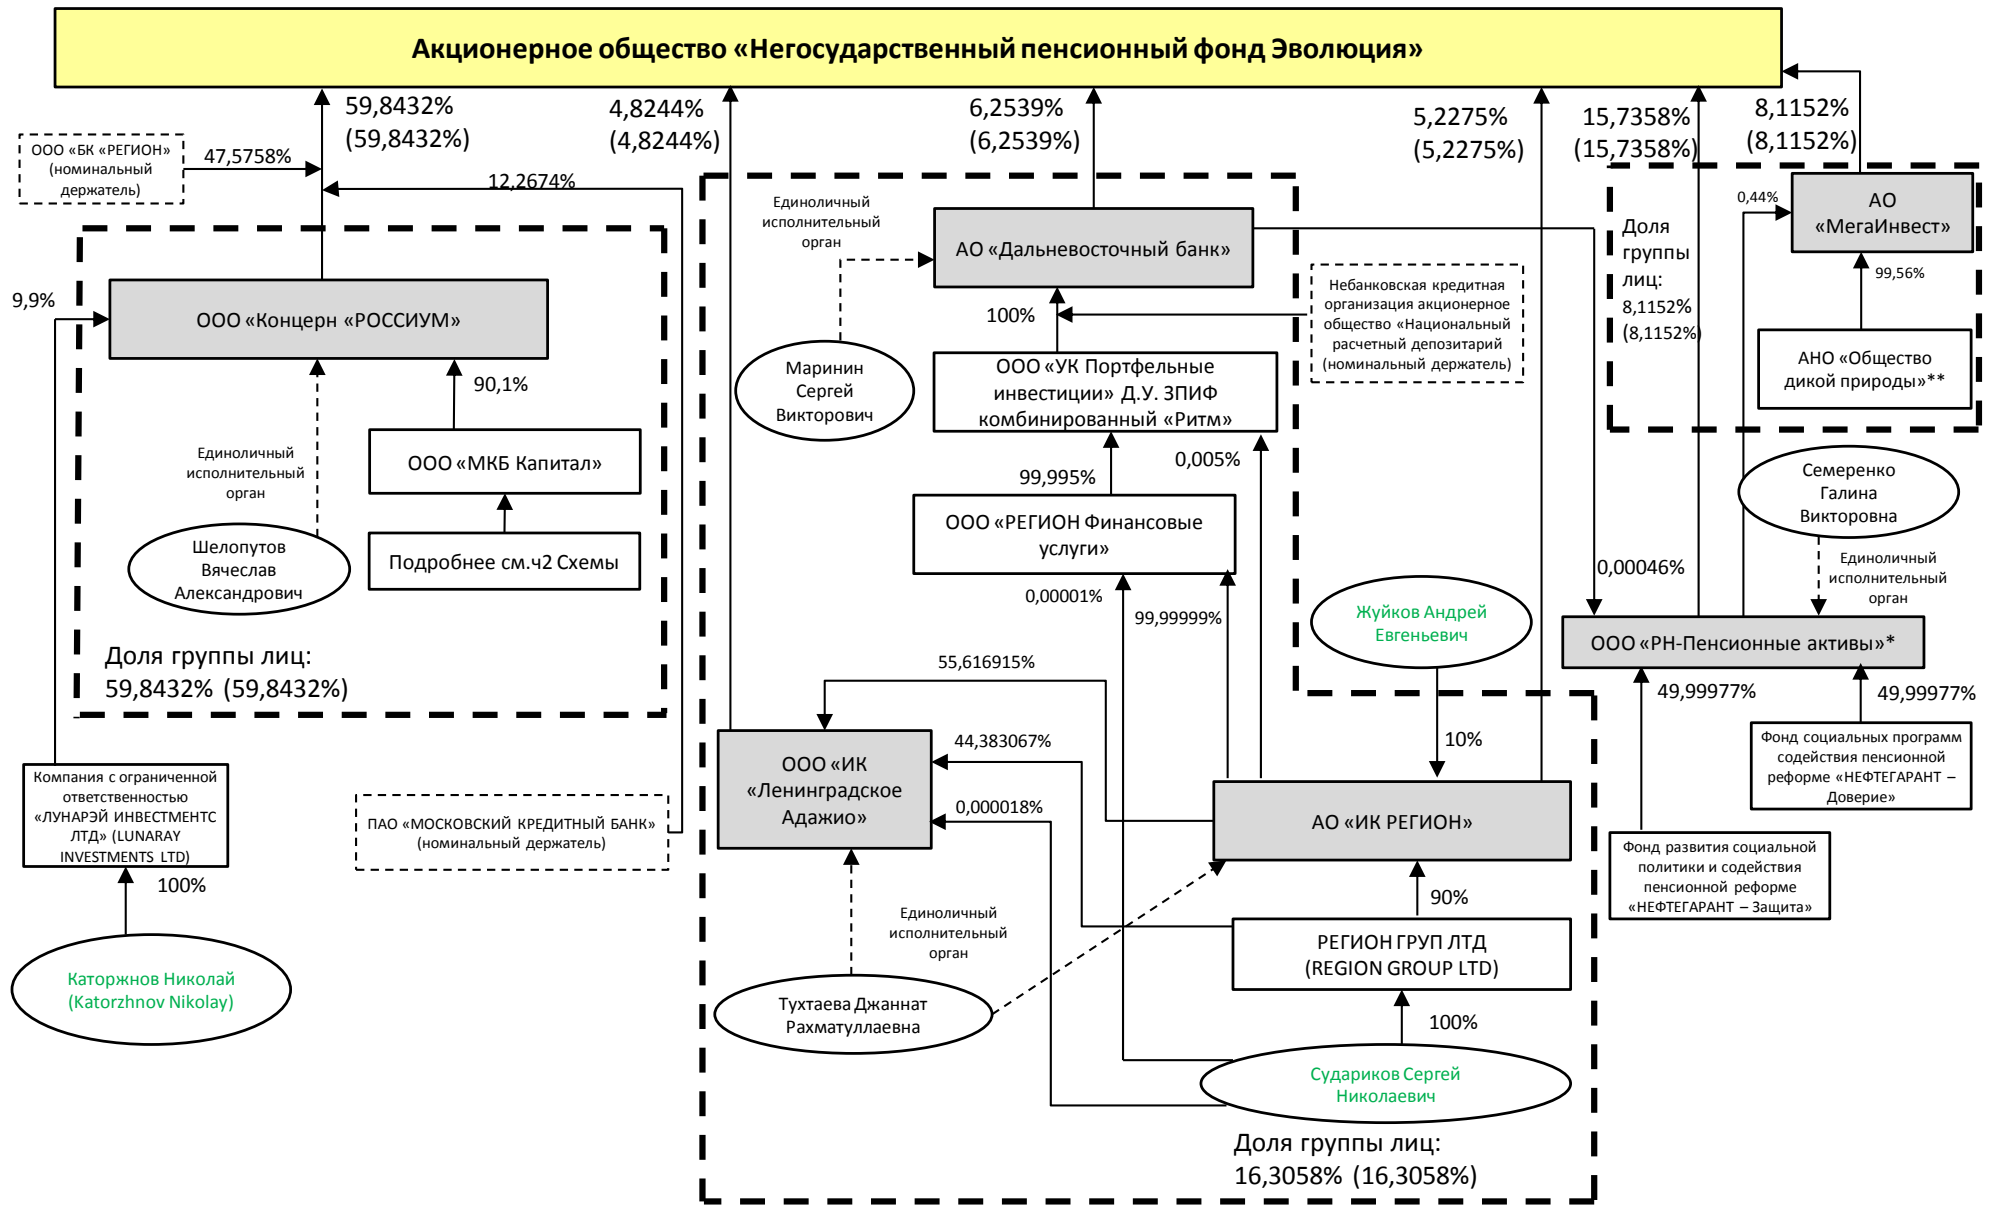 Акционерное общество «Негосударственный пенсионный фонд Эволюция»
59,8432%
(59,8432%)
4,8244%
(4,8244%)
6,2539%
(6,2539%)
5,2275%
(5,2275%)
15,7358%
(15,7358%)
8,1152%
(8,1152%)
ООО «БК «РЕГИОН»
(номинальный
держатель)
47,5758%
12,2674%
9,9%
ООО «Концерн «РОССИУМ»
90,1%
Единоличный
исполнительный
орган
ООО «МКБ Капитал»
Шелопутов
Вячеслав
Александрович
Подробнее см.ч2 Схемы
Доля группы лиц:
59,8432% (59,8432%)
Компания с ограниченной
ответственностью
«ЛУНАРЭЙ ИНВЕСТМЕНТС
ЛТД» (LUNARAY
INVESTMENTS LTD)
100%
Каторжнов Николай
(Katorzhnov Nikolay)
ПАО «МОСКОВСКИЙ КРЕДИТНЫЙ БАНК»
(номинальный держатель)
Единоличный
исполнительный
орган
АО «Дальневосточный банк»
Маринин
Сергей
Викторович
100%
Небанковская кредитная
организация акционерное
общество «Национальный
расчетный депозитарий
(номинальный держатель)
ООО «УК Портфельные
инвестиции» Д.У. ЗПИФ
комбинированный «Ритм»
99,995%
0,005%
ООО «РЕГИОН Финансовые
услуги»
0,00001%
99,99999%
Жуйков Андрей
Евгеньевич
55,616915%
10%
ООО «ИК
«Ленинградское
Адажио»
44,383067%
0,000018%
АО «ИК РЕГИОН»
90%
Единоличный
исполнительный
орган
РЕГИОН ГРУП ЛТД
(REGION GROUP LTD)
Тухтаева Джаннат
Рахматуллаевна
100%
Судариков Сергей
Николаевич
Доля группы лиц:
16,3058% (16,3058%)
0,44%
АО
«МегаИнвест»
Доля
группы
лиц:
8,1152%
(8,1152%)
99,56%
АНО «Общество
дикой природы»**
Семеренко
Галина
Викторовна
Единоличный
исполнительный
орган
0,00046%
ООО «РН-Пенсионные активы»*
49,99977%
49,99977%
Фонд социальных программ
содействия пенсионной
реформе «НЕФТЕГАРАНТ –
Доверие»
Фонд развития социальной
политики и содействия
пенсионной реформе
«НЕФТЕГАРАНТ – Защита»